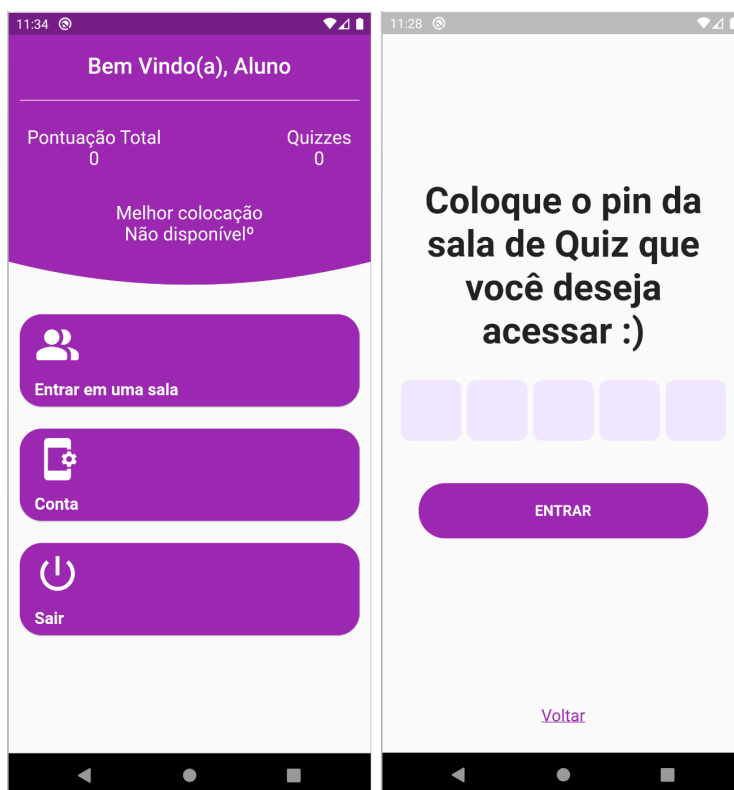 11:34
Bem Vindo(a), Aluno
Pontuação Total
0
Quizzes
0
Melhor colocação
Não disponívelº
Entrar em uma sala
Conta
Sair
11:28
Coloque o pin da
sala de Quiz que
você deseja
acessar :)
ENTRAR
Voltar